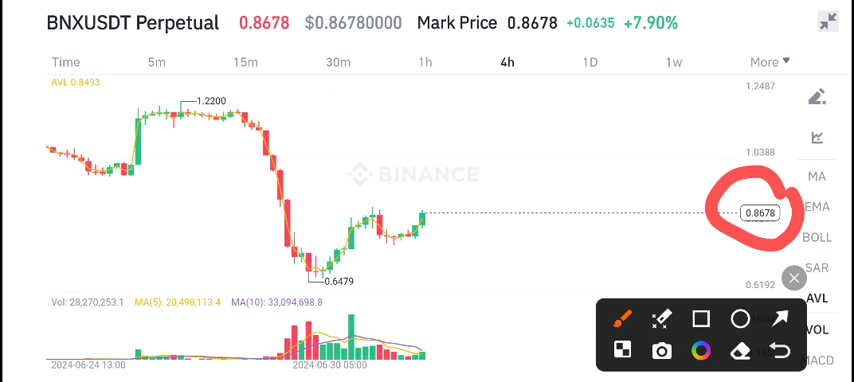 BNXUSDT Perpetual 0.8678 $0.86780000 Mark Price 0.8678 +0.0635 +7.90%
Time 5m 15m 30m 1h 4h 1D 1w More
AVL 0.8493
1.2487
1.2200
1.0388
BINANCE
MA
0.8678
EMA
BOLL
SAR
0.6479
0.6192
AVL
Vol: 28,270,253.1 MA(5): 20,498,113.4 MA(10): 33,094,698.8
VOL
MACD
2024-06-24 13:00 2024-06-30 05:00